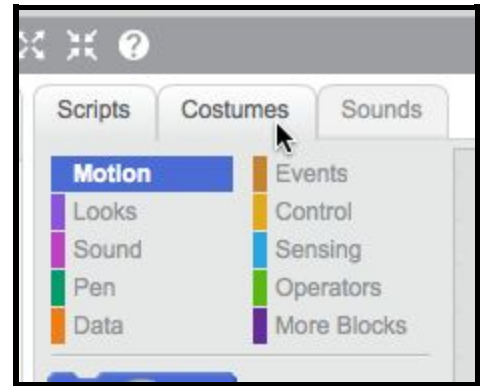 ?
Scripts Costumes Sounds
Motion Events
Looks Control
Sound Sensing
Pen Operators
Data More Blocks